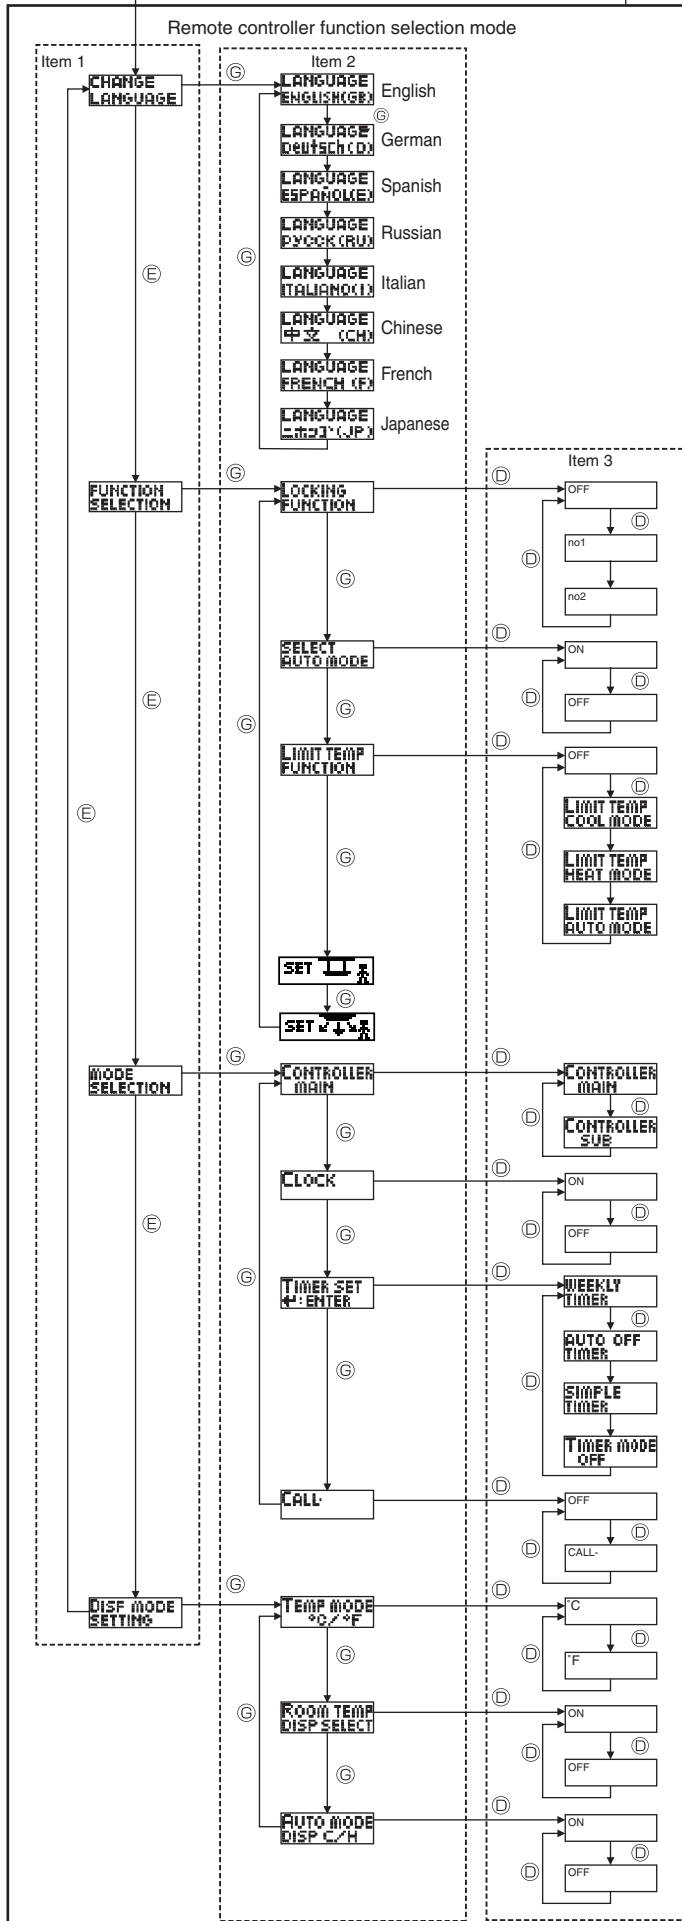 Remote controller function selection mode
Item 1
Item 2
CHANGE
LANGUAGE
Ⓖ
LANGUAGE
ENGLISH(GB)
English
Ⓖ
LANGUAGE
Deutsch(D)
German
LANGUAGE
ESPAÑOL(E)
Spanish
LANGUAGE
РУССК(RU)
Russian
Ⓖ
Ⓔ
LANGUAGE
ITALIANO(I)
Italian
LANGUAGE
中文 (CH)
Chinese
LANGUAGE
FRENCH (F)
French
LANGUAGE
ニホンゴ(JP)
Japanese
Item 3
FUNCTION
SELECTION
Ⓖ
LOCKING
FUNCTION
Ⓓ
OFF
Ⓓ
no1
Ⓓ
no2
Ⓖ
SELECT
AUTO MODE
Ⓓ
ON
Ⓓ
Ⓓ
OFF
Ⓔ
Ⓖ
Ⓖ
LIMIT TEMP
FUNCTION
Ⓓ
OFF
Ⓓ
LIMIT TEMP
COOL MODE
Ⓔ
Ⓓ
LIMIT TEMP
HEAT MODE
Ⓖ
LIMIT TEMP
AUTO MODE
SET
Ⓖ
SET
MODE
SELECTION
Ⓖ
CONTROLLER
MAIN
Ⓓ
CONTROLLER
MAIN
Ⓓ
Ⓓ
CONTROLLER
SUB
Ⓖ
CLOCK
Ⓓ
ON
Ⓓ
Ⓓ
OFF
Ⓔ
Ⓖ
Ⓖ
TIMER SET
↵:ENTER
Ⓓ
WEEKLY
TIMER
Ⓓ
AUTO OFF
TIMER
Ⓖ
Ⓓ
SIMPLE
TIMER
TIMER MODE
OFF
CALL-
Ⓓ
OFF
Ⓓ
Ⓓ
CALL-
DISP MODE
SETTING
Ⓖ
TEMP MODE
°C/°F
Ⓓ
°C
Ⓓ
Ⓓ
°F
Ⓖ
Ⓖ
ROOM TEMP
DISP SELECT
Ⓓ
ON
Ⓓ
Ⓓ
OFF
Ⓖ
AUTO MODE
DISP C/H
Ⓓ
ON
Ⓓ
Ⓓ
OFF